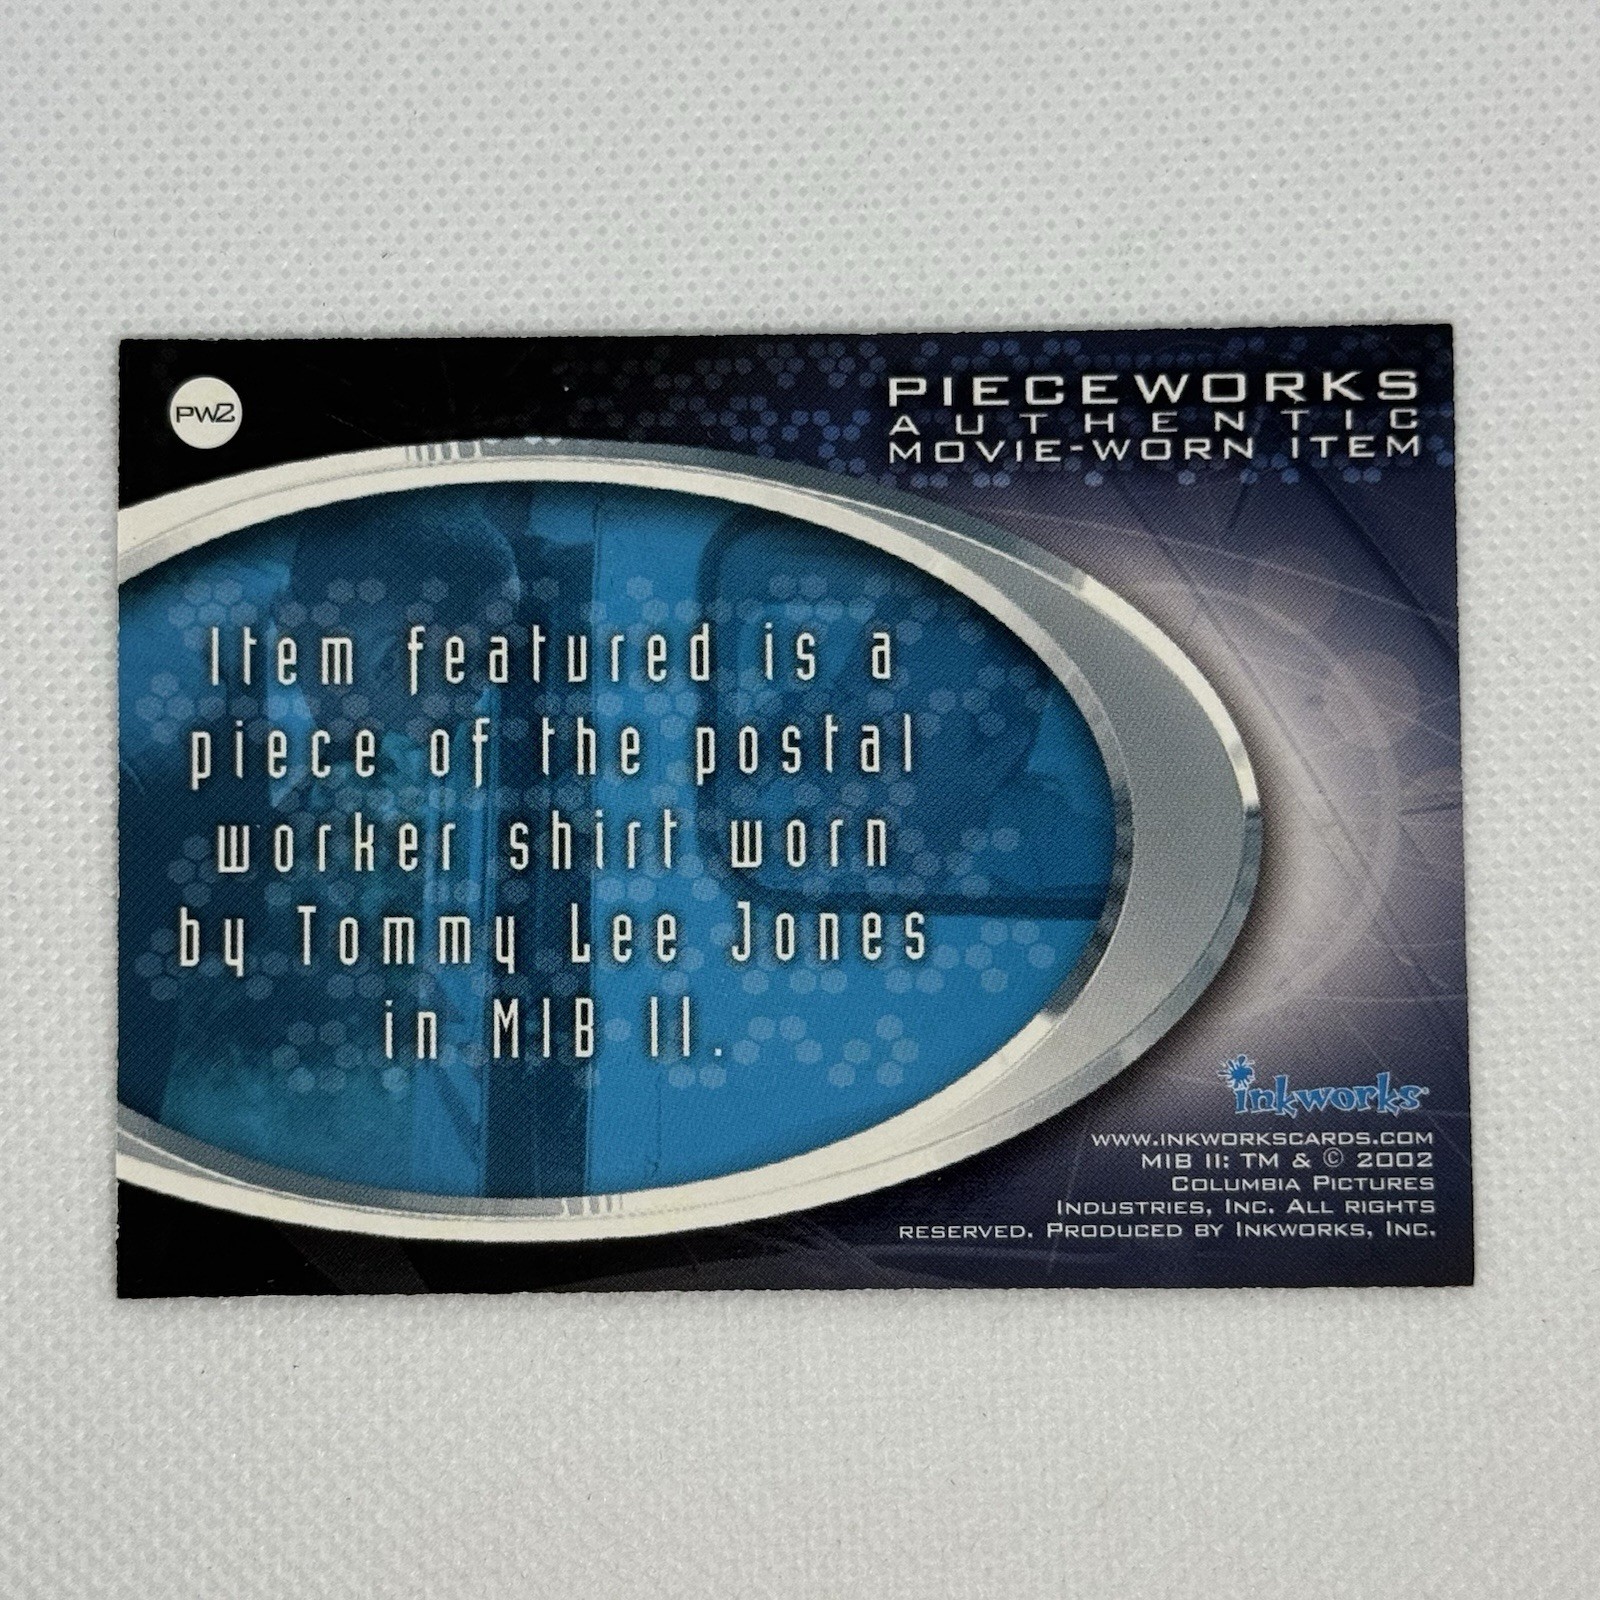 PW2
PIECEWORKS
AUTHENTIC
MOVIE-WORN ITEM
Item featured is a
piece of the postal
worker shirt worn
by Tommy Lee Jones
in MIB II.
inkworks
WWW.INKWORKSCARDS.COM
MIB II: TM & © 2002
COLUMBIA PICTURES
INDUSTRIES, INC. ALL RIGHTS
RESERVED. PRODUCED BY INKWORKS, INC.